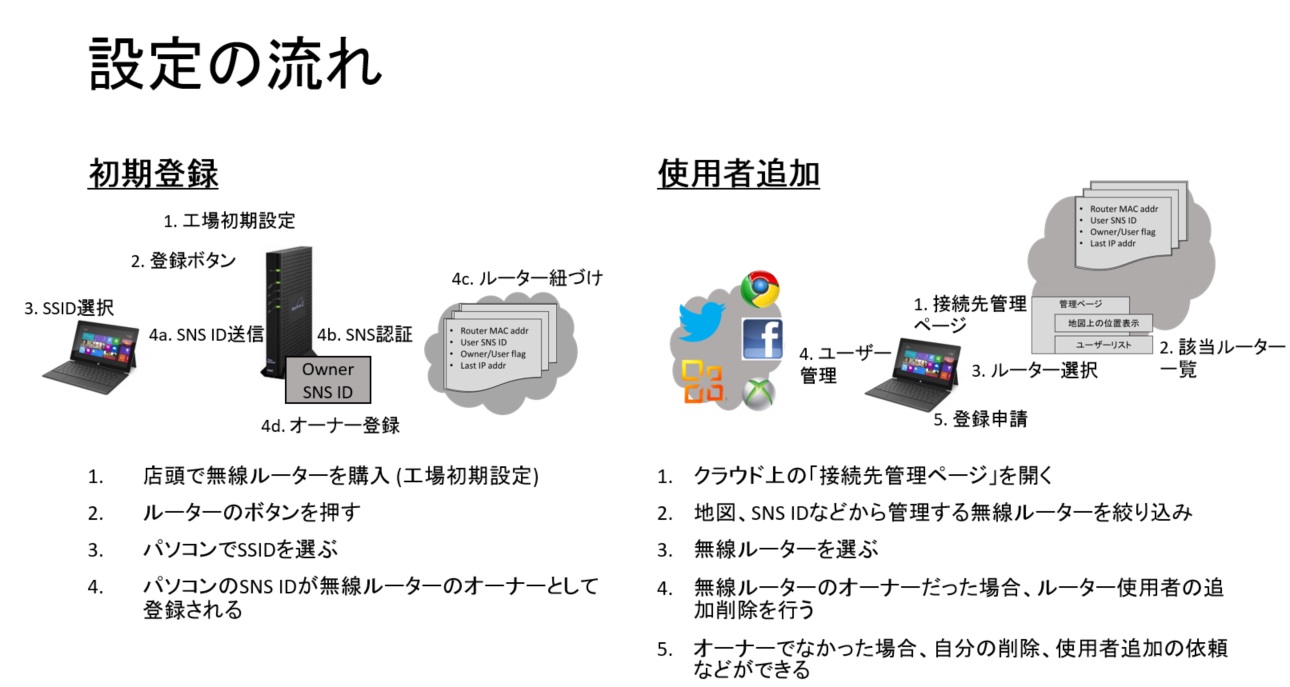 設定の流れ
初期登録
1. 工場初期設定
2. 登録ボタン
3. SSID選択
4a. SNS ID送信
4b. SNS認証
4c. ルーター紐づけ
• Router MAC addr
• User SNS ID
• Owner/User flag
• Last IP addr
Owner
SNS ID
4d. オーナー登録
1. 店頭で無線ルーターを購入 (工場初期設定)
2. ルーターのボタンを押す
3. パソコンでSSIDを選ぶ
4. パソコンのSNS IDが無線ルーターのオーナーとして
登録される
使用者追加
• Router MAC addr
• User SNS ID
• Owner/User flag
• Last IP addr
1. 接続先管理
ページ
管理ページ
地図上の位置表示
ユーザーリスト
2. 該当ルーター
一覧
3. ルーター選択
4. ユーザー
管理
5. 登録申請
1. クラウド上の「接続先管理ページ」を開く
2. 地図、SNS IDなどから管理する無線ルーターを絞り込み
3. 無線ルーターを選ぶ
4. 無線ルーターのオーナーだった場合、ルーター使用者の追
加削除を行う
5. オーナーでなかった場合、自分の削除、使用者追加の依頼
などができる